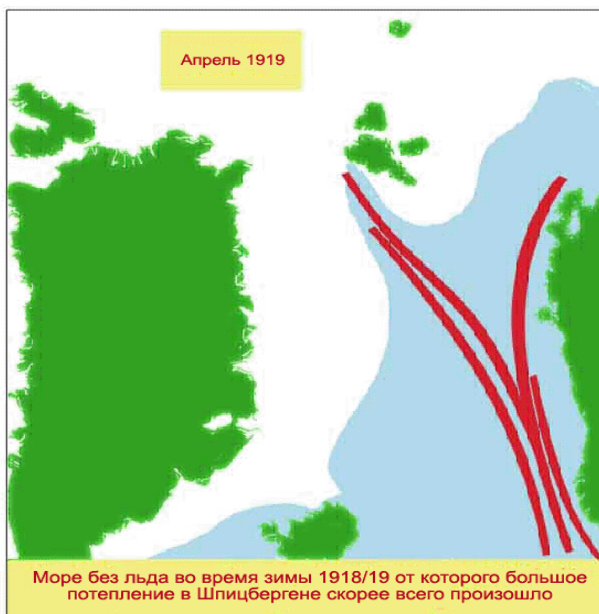 Апрель 1919
Море без льда во время зимы 1918/19 от которого большое
потепление в Шпицбергене скорее всего произошло